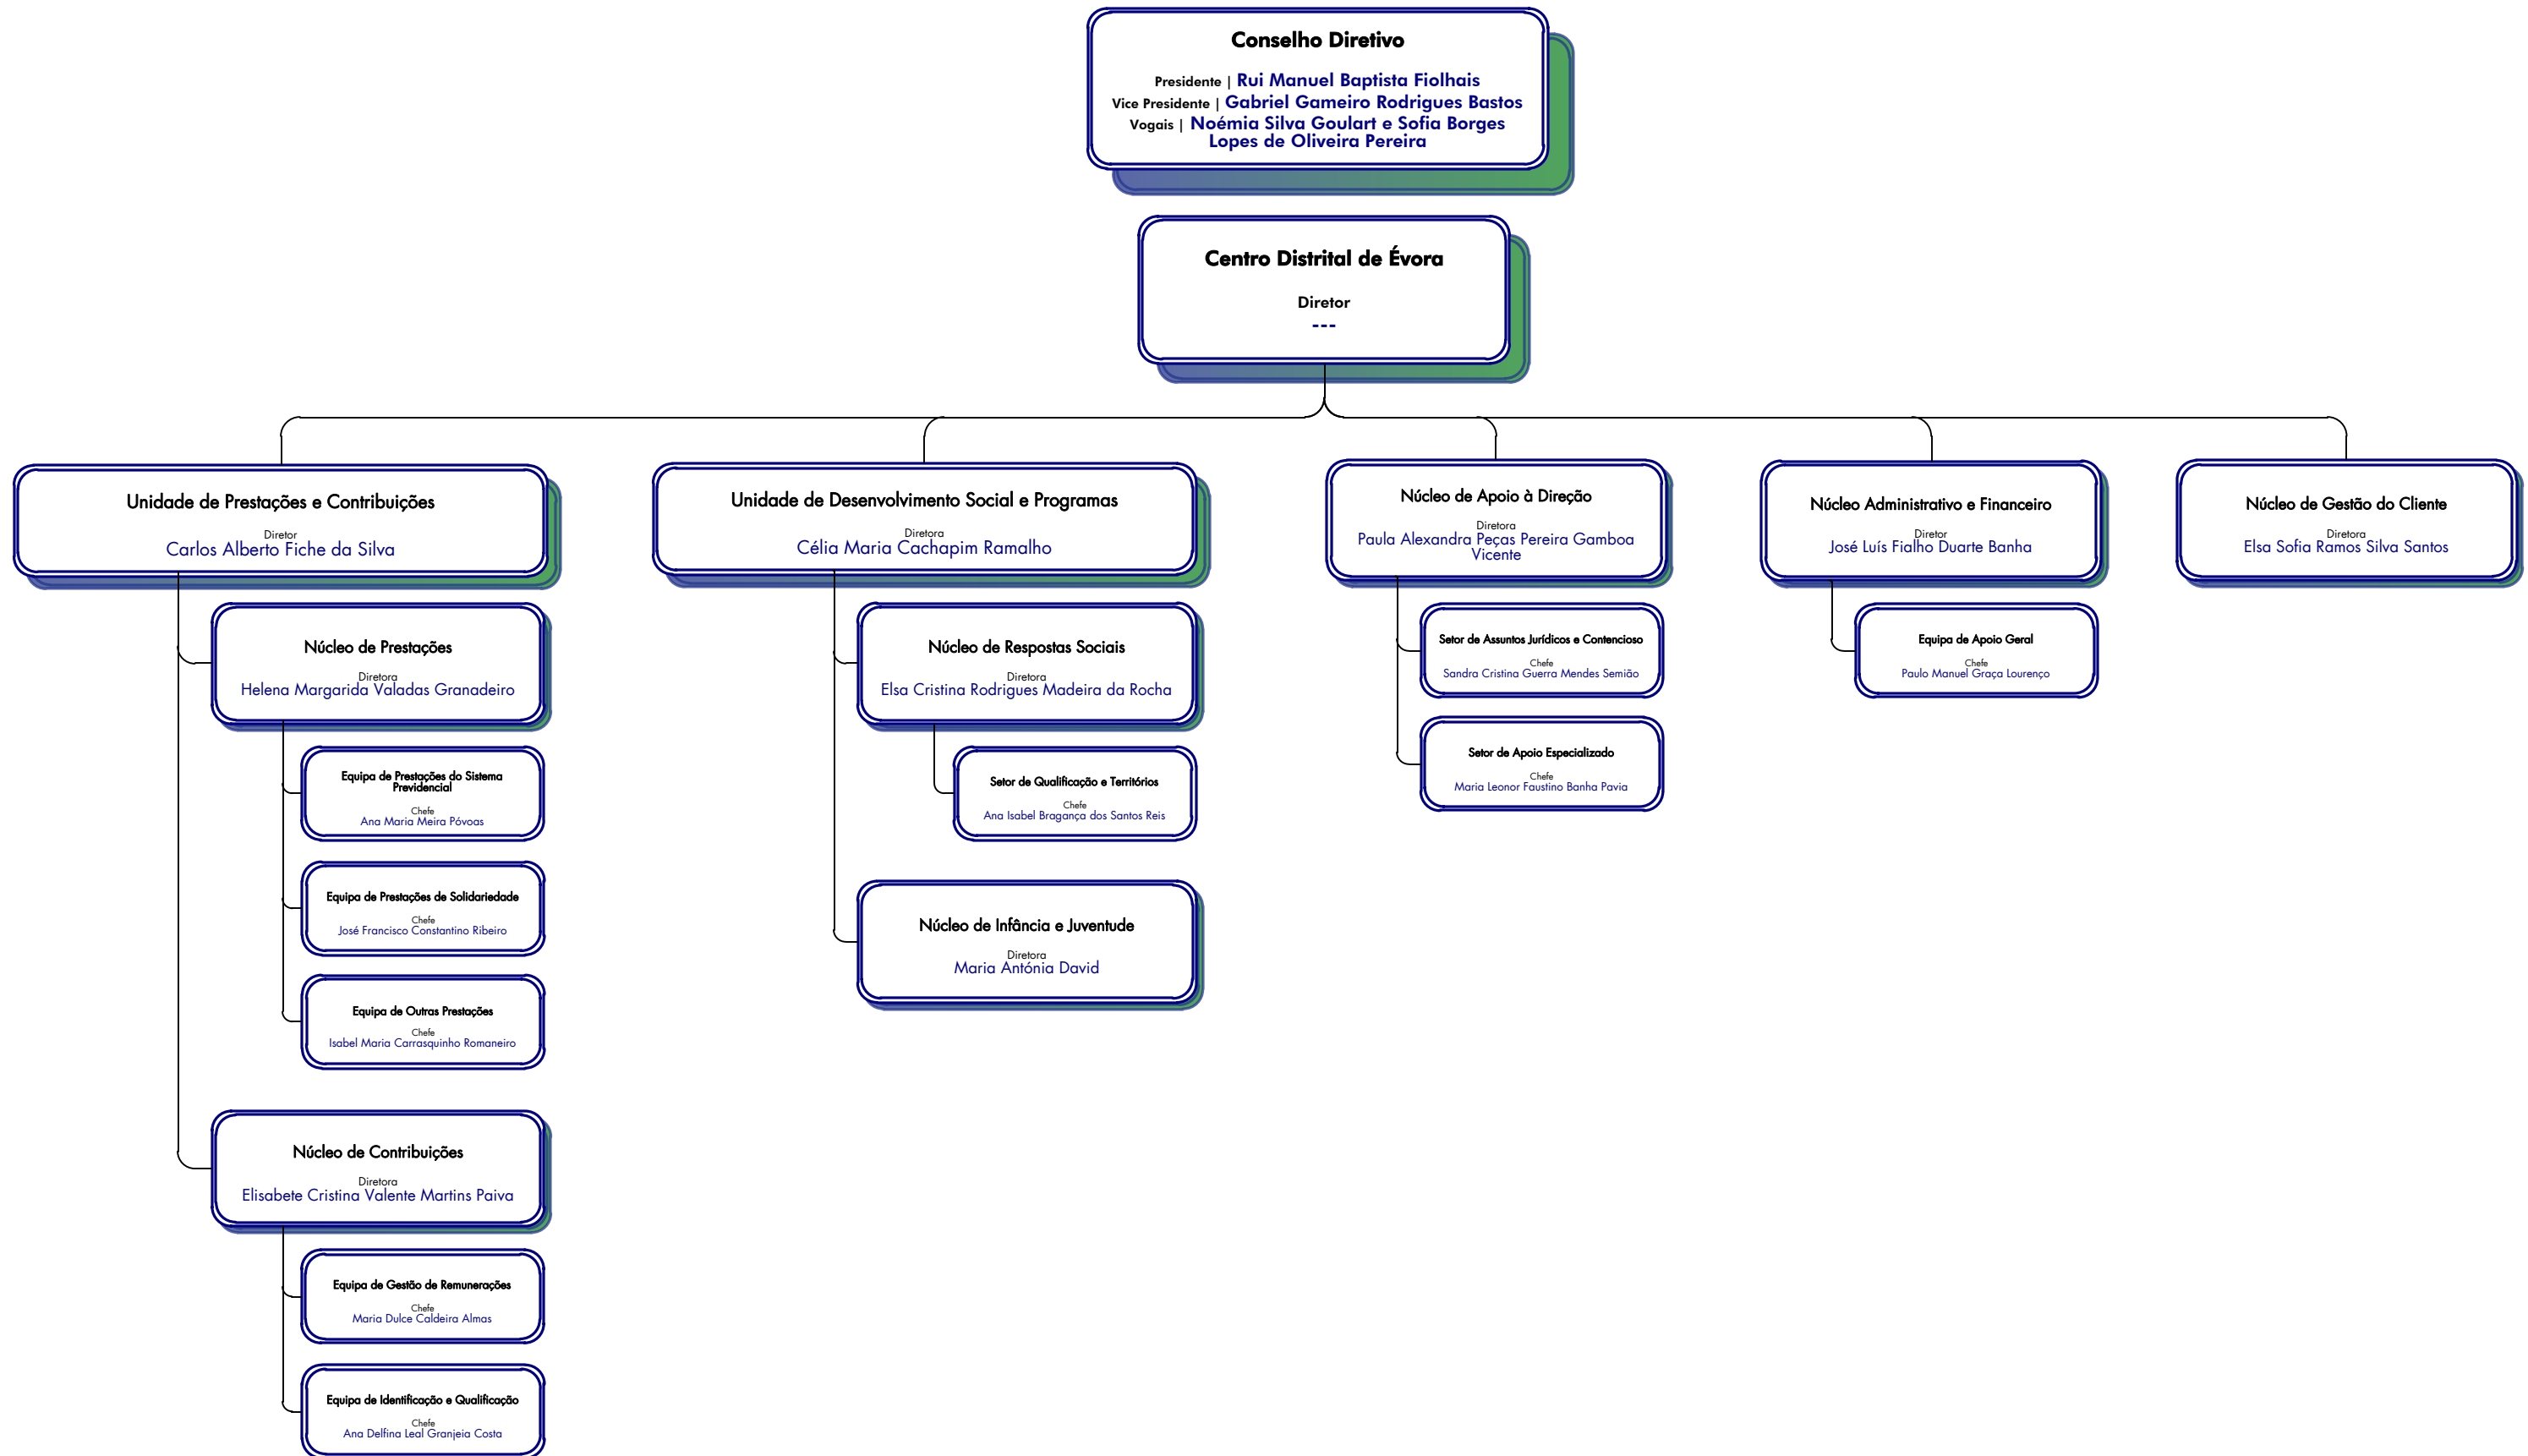 Conselho Diretivo
Presidente | Rui Manuel Baptista Fiolhais
Vice Presidente | Gabriel Gameiro Rodrigues Bastos
Vogais | Noémia Silva Goulart e Sofia Borges
Lopes de Oliveira Pereira
Centro Distrital de Évora
Diretor
---
Unidade de Prestações e Contribuições
Diretor
Carlos Alberto Fiche da Silva
Núcleo de Prestações
Diretora
Helena Margarida Valadas Granadeiro
Equipa de Prestações do Sistema
Previdencial
Chefe
Ana Maria Meira Póvoas
Equipa de Prestações de Solidariedade
Chefe
José Francisco Constantino Ribeiro
Equipa de Outras Prestações
Chefe
Isabel Maria Carrasquinho Romaneiro
Núcleo de Contribuições
Diretora
Elisabete Cristina Valente Martins Paiva
Equipa de Gestão de Remunerações
Chefe
Maria Dulce Caldeira Almas
Equipa de Identificação e Qualificação
Chefe
Ana Delfina Leal Granjeia Costa
Unidade de Desenvolvimento Social e Programas
Diretora
Célia Maria Cachapim Ramalho
Núcleo de Respostas Sociais
Diretora
Elsa Cristina Rodrigues Madeira da Rocha
Setor de Qualificação e Territórios
Chefe
Ana Isabel Bragança dos Santos Reis
Núcleo de Infância e Juventude
Diretora
Maria Antónia David
Núcleo de Apoio à Direção
Diretora
Paula Alexandra Peças Pereira Gamboa
Vicente
Setor de Assuntos Jurídicos e Contencioso
Chefe
Sandra Cristina Guerra Mendes Semião
Setor de Apoio Especializado
Chefe
Maria Leonor Faustino Banha Pavia
Núcleo Administrativo e Financeiro
Diretor
José Luís Fialho Duarte Banha
Equipa de Apoio Geral
Chefe
Paulo Manuel Graça Lourenço
Núcleo de Gestão do Cliente
Diretora
Elsa Sofia Ramos Silva Santos